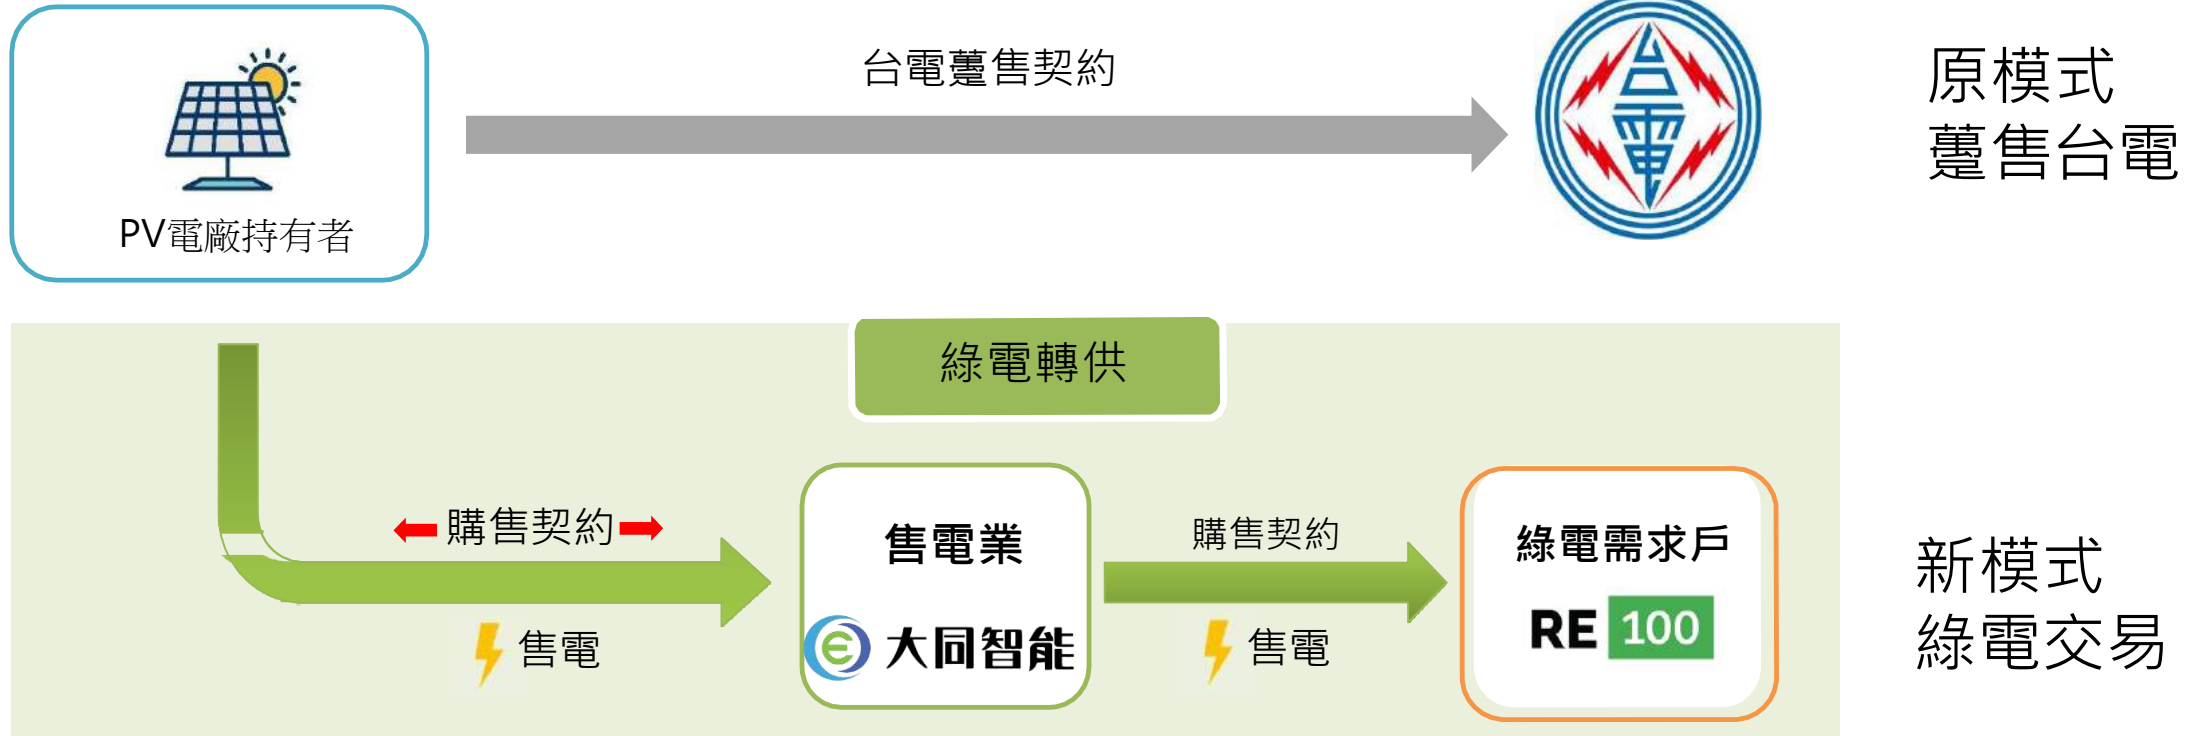 台電躉售契約
台電
原模式
躉售台電
PV電廠持有者
綠電轉供
購售契約
售電業
購售契約
綠電需求戶
大同智能
RE 100
售電
售電
新模式
綠電交易